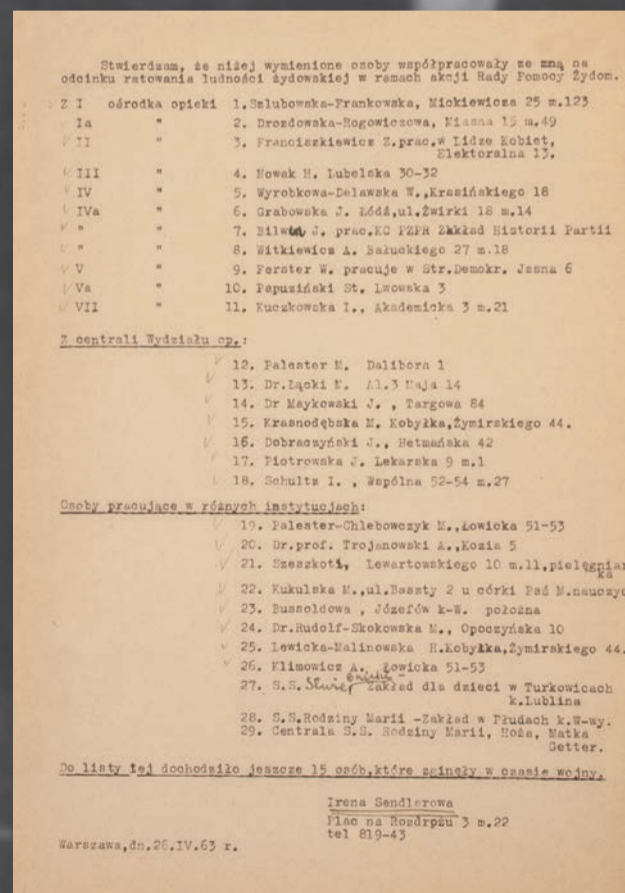 Stwierdzam, że niżej wymienione osoby współpracowały ze mną na
odcinku ratowania ludności żydowskiej w ramach akcji Rady Pomocy Żydom.
Z I ośrodka opieki 1. Szlubowska-Frankowska, Mickiewicza 25 m.123
Ia " 2. Drozdowska-Rogowiczowa, Miasna 15 m.49
II " 3. Franciszkiewicz Z.prac.w Lidze Kobiet,
Elektoralna 13.
III " 4. Nowak H. Lubelska 30-32
IV " 5. Wyrobkowa-Delawska W.,Krasińskiego 18
IVa " 6. Grabowska J. Łódź,ul.Żwirki 18 m.14
" " 7. J. prac.KC PZPR Zakład Historii Partii
" " 8. Witkiewicz A. Bałuckiego 27 m.18
V " 9. Ferster W. pracuje w Str.Demokr. Jasna 6
Va " 10. Papuziński St. Lwowska 3
VII " 11. Kuczkowska I., Akademicka 3 m.21
Z centrali Wydziału op.:
12. Palester M. Dalibora 1
13. Dr.Łącki M. Al.3 Maja 14
14. Dr Maykowski J. , Targowa 84
15. Krasnodębska M. Kobyłka,Żymirskiego 44.
16. Dobraczyński J., Hetmańska 42
17. Piotrowska J. Lekarska 9 m.1
18. Schultz I. , Wspólna 52-54 m.27
Osoby pracujące w różnych instytucjach:
19. Palester-Chlebowczyk M.,Łowicka 51-53
20. Dr.prof. Trojanowski A.,Kozia 5
21. Szeszkoti, Lewartowskiego 10 m.11,pielęgniar
ka
22. Kukulska M.,ul.Baszty 2 u córki Pań M.nauczyc
23. Bussoldowa , Józefów k-W. położna
24. Dr.Rudolf-Skokowska M., Opoczyńska 10
25. Lewicka-Malinowska H.Kobyłka,Żymirskiego 44.
26. Klimowicz A., Łowicka 51-53
27. S.S. Zakład dla dzieci w Turkowicach
k.Lublina
28. S.S.Rodziny Marii -Zakład w Płudach k.W-wy.
29. Centrala S.S. Rodziny Marii, Hoża, Matka
Getter.
Do listy tej dochodziło jeszcze 15 osób,które zginęły w czasie wojny.
Irena Sendlerowa
Plac na Rozdrożu 3 m.22
tel 819-43
Warszawa,dn.26.IV.63 r.